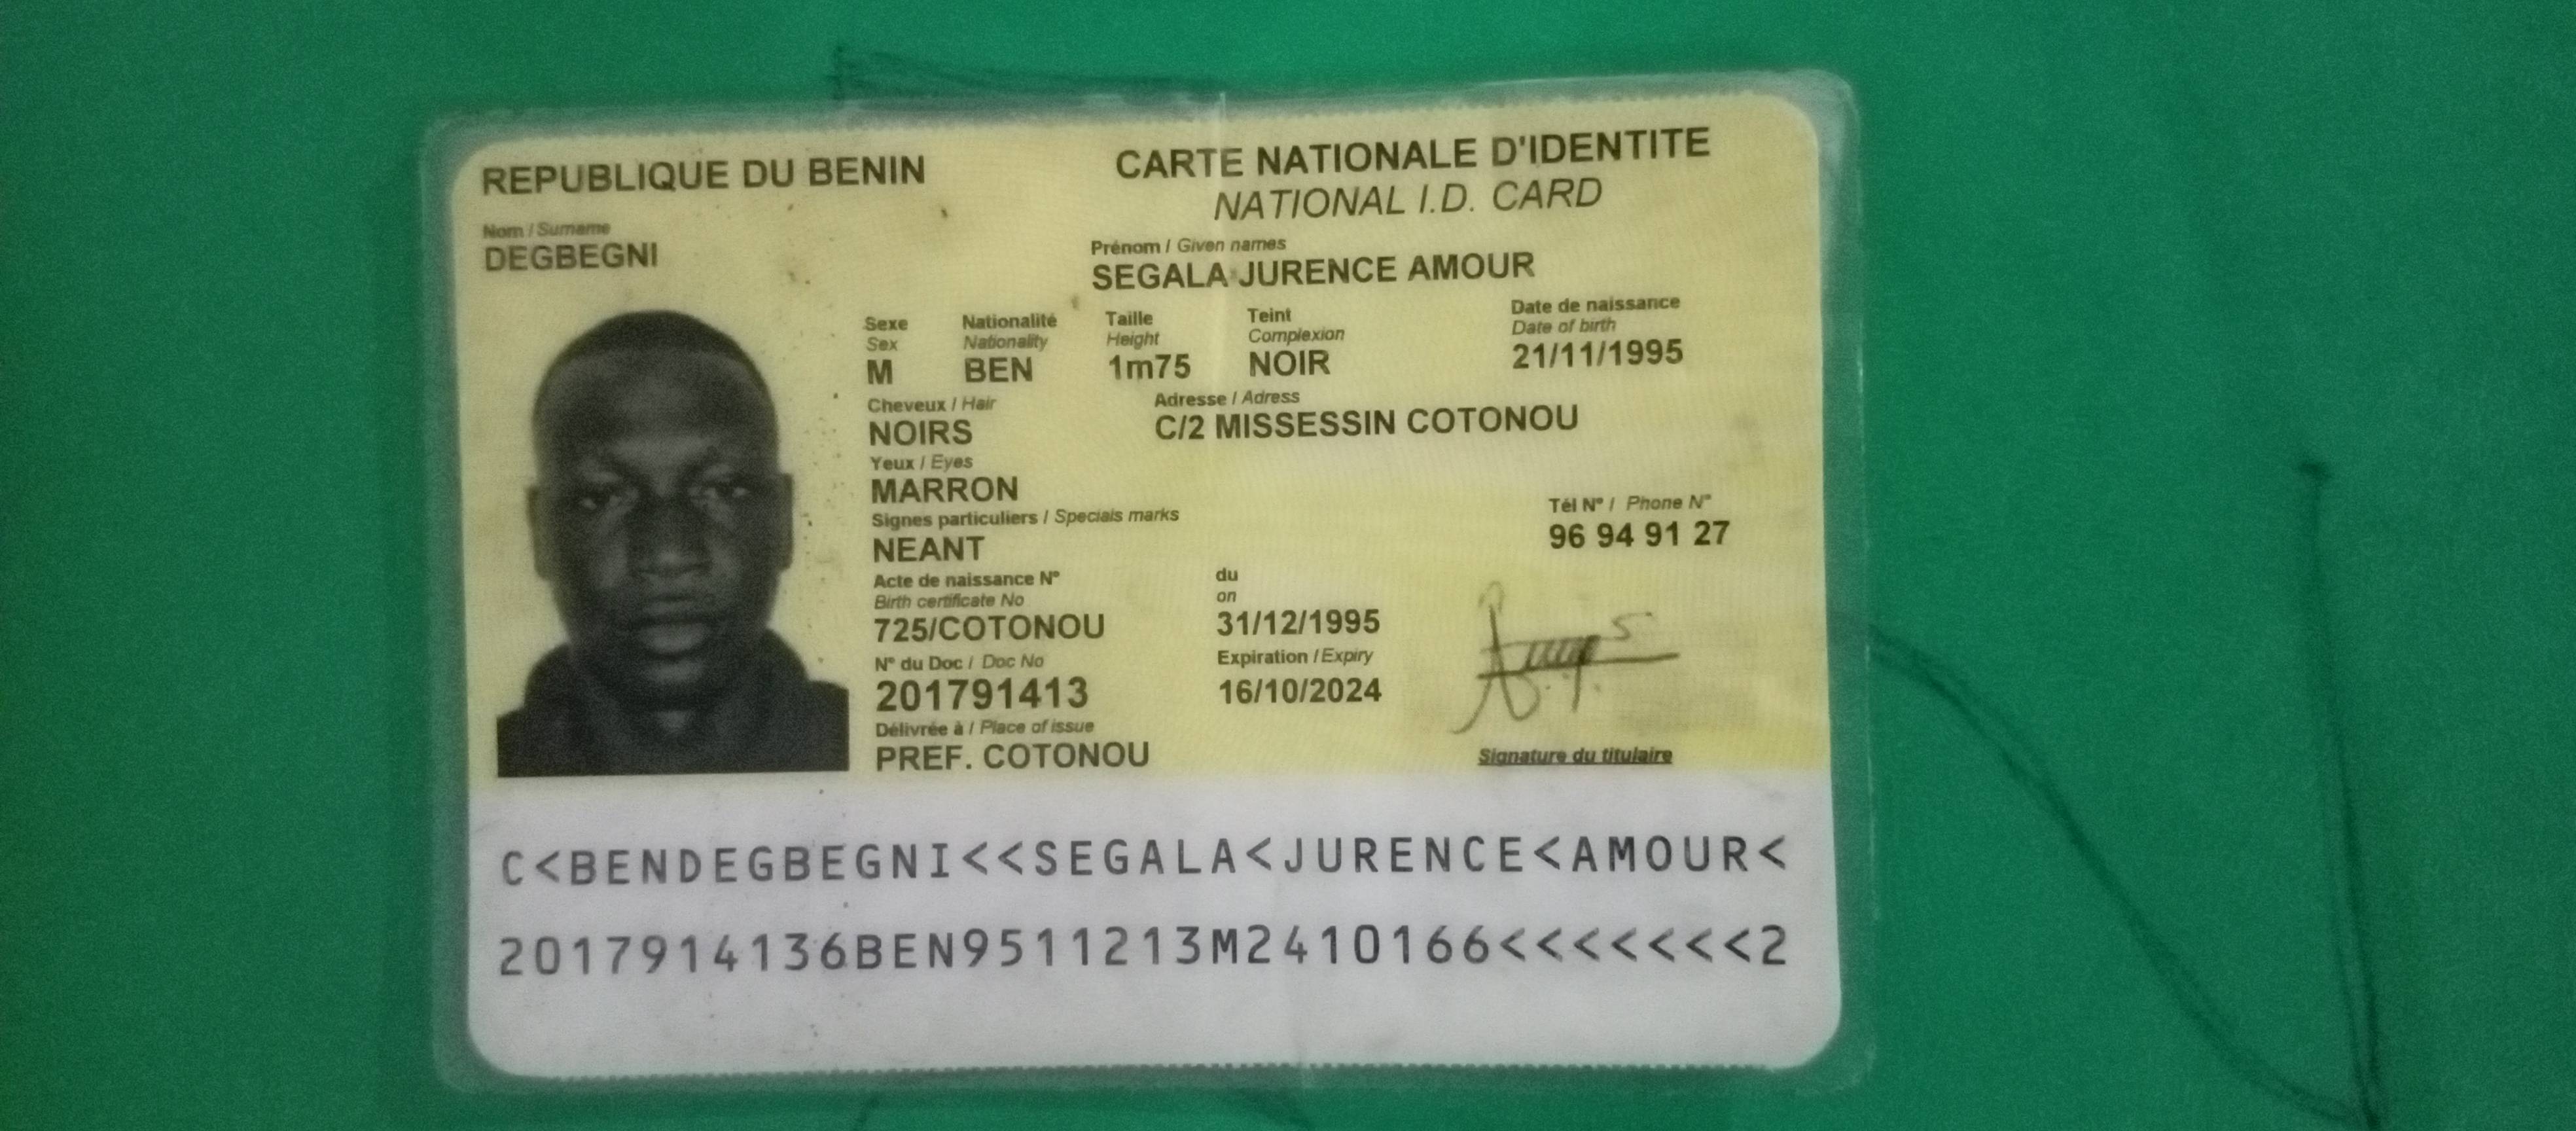 REPUBLIQUE DU BENIN
CARTE NATIONALE D'IDENTITE
NATIONAL I.D. CARD
Nom / Surname
DEGBEGNI
Prénom / Given names
SEGALA JURENCE AMOUR
Sexe Nationalité Taille Teint Date de naissance
Sex Nationality Height Complexion Date of birth
M BEN 1m75 NOIR 21/11/1995
Cheveux / Hair Adresse / Adress
NOIRS C/2 MISSESSIN COTONOU
Yeux / Eyes
MARRON
Signes particuliers / Specials marks Tél N° / Phone N°
NEANT 96 94 91 27
Acte de naissance N° du
Birth certificate No on
725/COTONOU 31/12/1995
N° du Doc / Doc No Expiration / Expiry
201791413 16/10/2024
Délivrée à / Place of issue
PREF. COTONOU Signature du titulaire
C<BENDEGBEGNI<<SEGALA<JURENCE<AMOUR<
2017914136BEN9511213M2410166<<<<<<<2